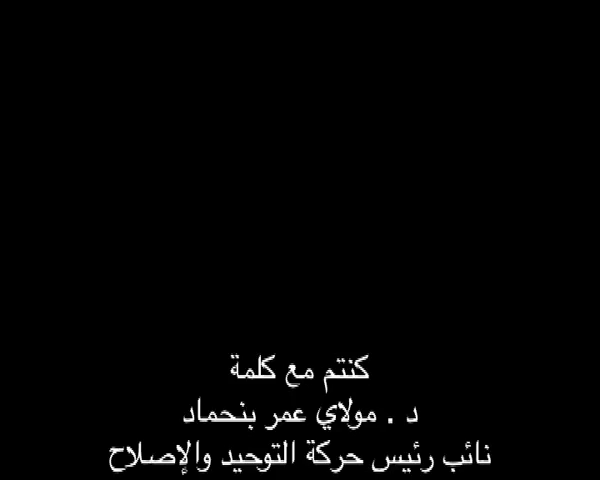 كنتم مع كلمة
د . مولاي عمر بنحماد
نائب رئيس حركة التوحيد والإصلاح